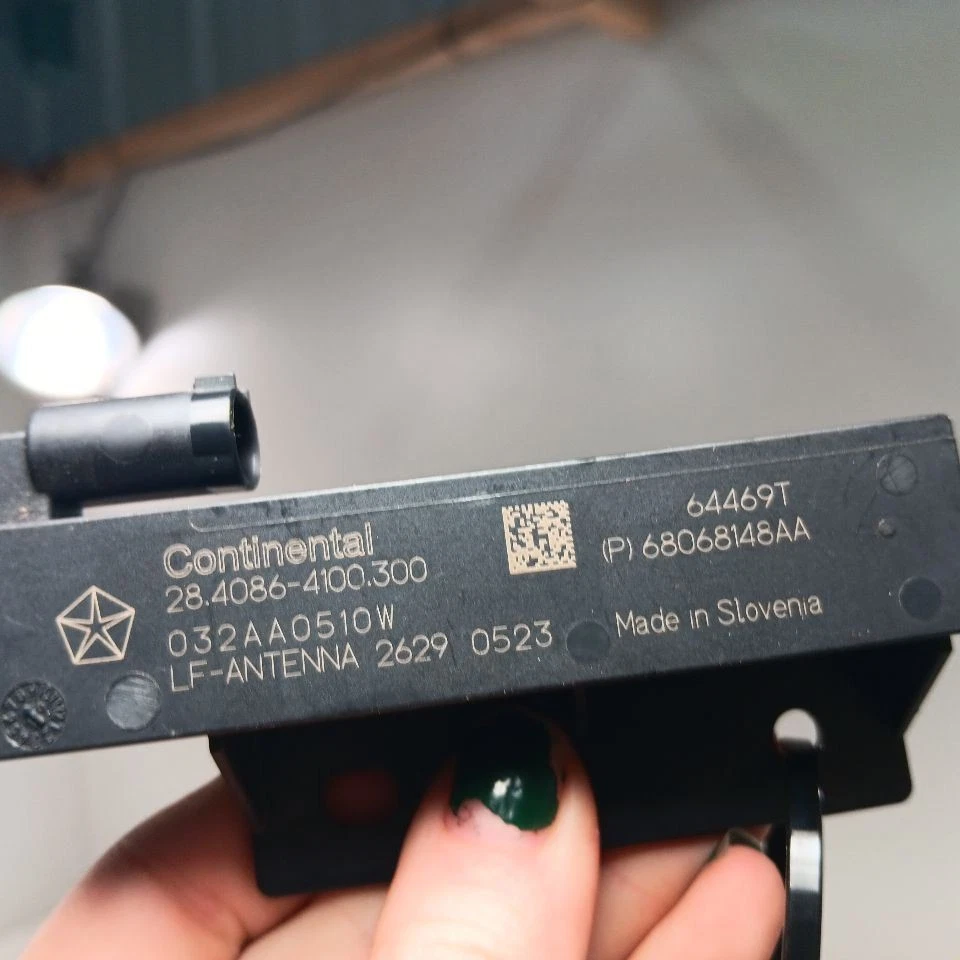 Continental
28.4086-4100.300
032AA0510W
LF-ANTENNA 2629 0523
64469T
(P) 68068148AA
Made in Slovenia